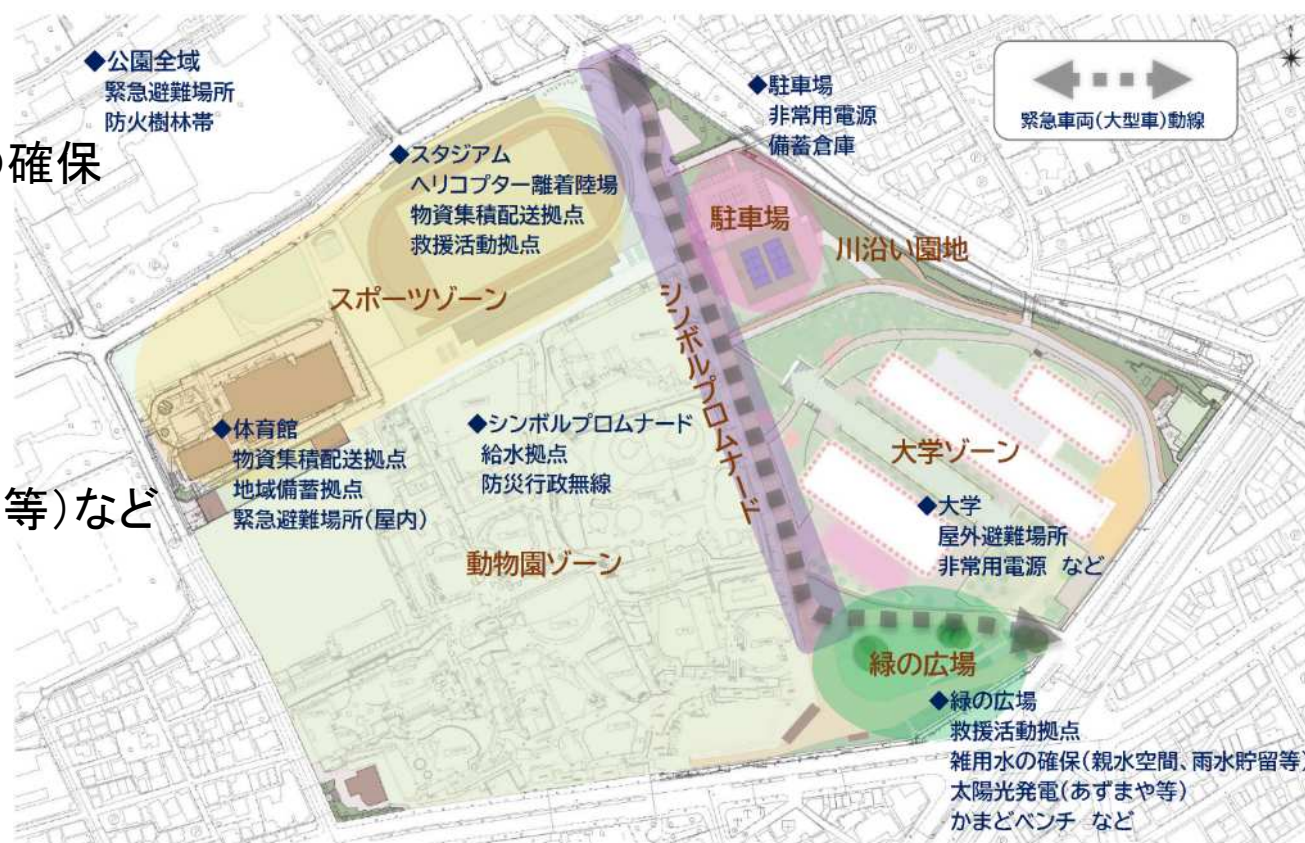 ◆公園全域
緊急避難場所
防火樹林帯
の確保
◆スタジアム
ヘリコプター離着陸場
物資集積配送拠点
救援活動拠点
◆駐車場
非常用電源
備蓄倉庫
緊急車両(大型車)動線
駐車場
川沿い園地
スポーツゾーン
シンボルプロムナード
◆体育館
物資集積配送拠点
地域備蓄拠点
緊急避難場所(屋内)
等)など
◆シンボルプロムナード
給水拠点
防災行政無線
動物園ゾーン
大学ゾーン
◆大学
屋外避難場所
非常用電源 など
緑の広場
◆緑の広場
救援活動拠点
雑用水の確保(親水空間、雨水貯留等)
太陽光発電(あずまや等)
かまどベンチ など